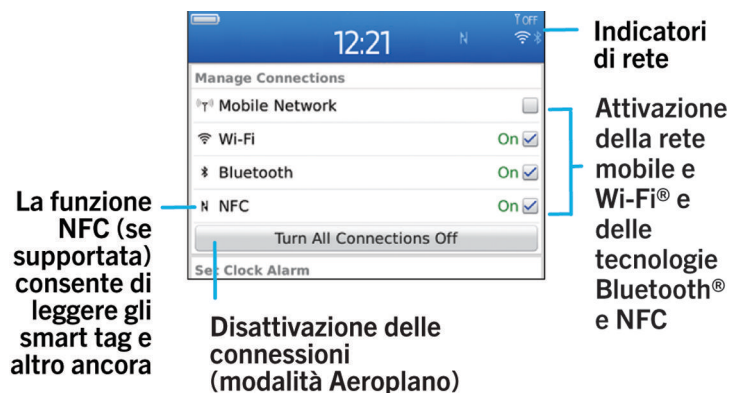 OFF
12:21
Manage Connections
Mobile Network
Wi-Fi On
Bluetooth On
NFC On
Turn All Connections Off
Set Clock Alarm
Indicatori
di rete
Attivazione
della rete
mobile e
Wi-Fi® e
delle
tecnologie
Bluetooth®
e NFC
La funzione
NFC (se
supportata)
consente di
leggere gli
smart tag e
altro ancora
Disattivazione delle
connessioni
(modalità Aeroplano)